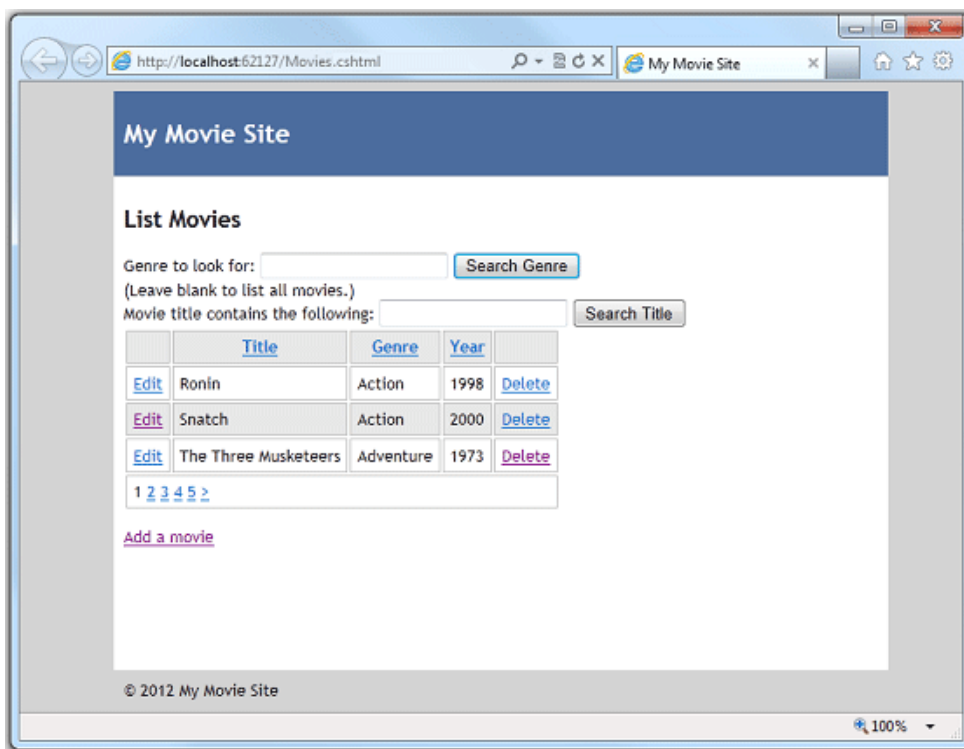 http://localhost:62127/Movies.cshtml
My Movie Site
My Movie Site
List Movies
Genre to look for: Search Genre
(Leave blank to list all movies.)
Movie title contains the following: Search Title
Title Genre Year
Edit Ronin Action 1998 Delete
Edit Snatch Action 2000 Delete
Edit The Three Musketeers Adventure 1973 Delete
1 2 3 4 5 >
Add a movie
© 2012 My Movie Site
100%